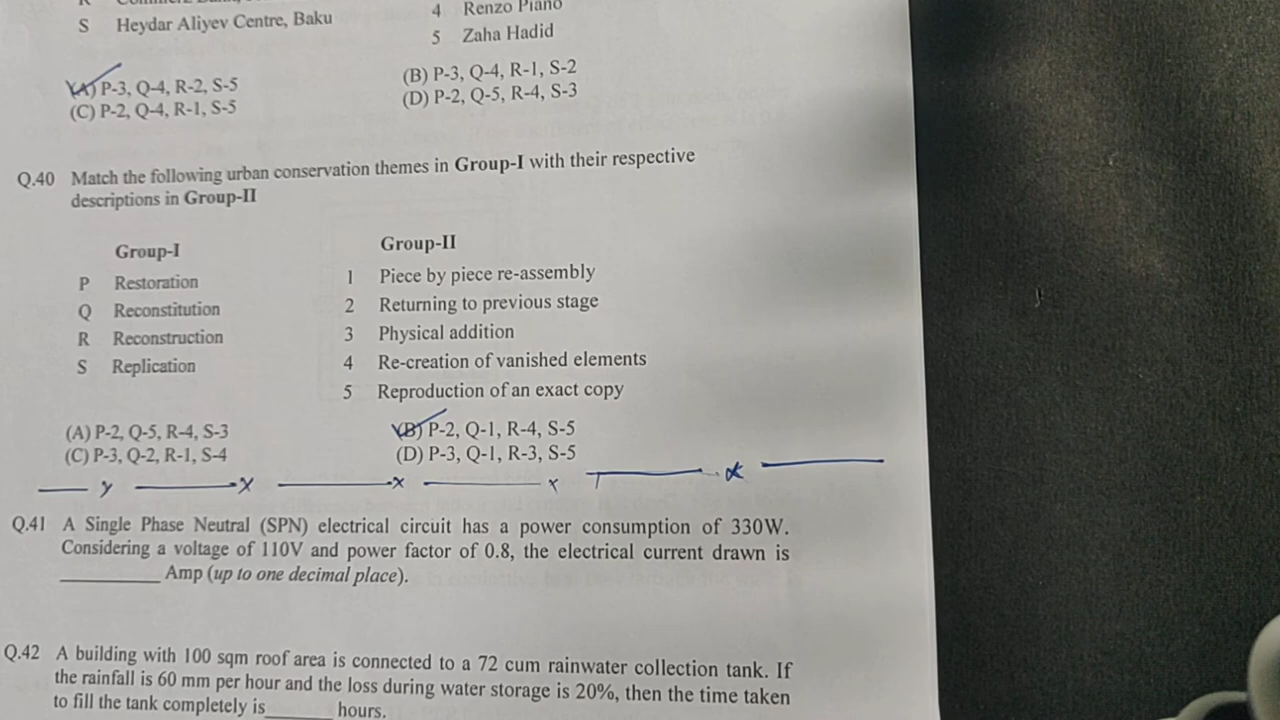 S Heydar Aliyev Centre, Baku
4 Renzo Piano
5 Zaha Hadid
(A) P-3, Q-4, R-2, S-5
(B) P-3, Q-4, R-1, S-2
(C) P-2, Q-4, R-1, S-5
(D) P-2, Q-5, R-4, S-3
Q.40 Match the following urban conservation themes in Group-I with their respective
descriptions in Group-II
Group-I
Group-II
P Restoration
1 Piece by piece re-assembly
Q Reconstitution
2 Returning to previous stage
R Reconstruction
3 Physical addition
S Replication
4 Re-creation of vanished elements
5 Reproduction of an exact copy
(A) P-2, Q-5, R-4, S-3
(B) P-2, Q-1, R-4, S-5
(C) P-3, Q-2, R-1, S-4
(D) P-3, Q-1, R-3, S-5
Q.41 A Single Phase Neutral (SPN) electrical circuit has a power consumption of 330W.
Considering a voltage of 110V and power factor of 0.8, the electrical current drawn is
__________ Amp (up to one decimal place).
Q.42 A building with 100 sqm roof area is connected to a 72 cum rainwater collection tank. If
the rainfall is 60 mm per hour and the loss during water storage is 20%, then the time taken
to fill the tank completely is______ hours.